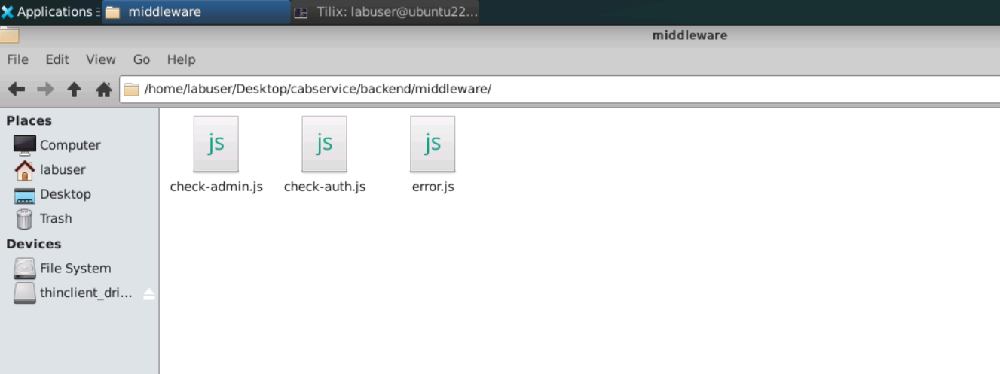 Applications
middleware
Tilix: labuser@ubuntu22...
middleware
File Edit View Go Help
/home/labuser/Desktop/cabservice/backend/middleware/
Places
Computer
labuser
Desktop
Trash
Devices
File System
thinclient_dri...
js js js
check-admin.js check-auth.js error.js